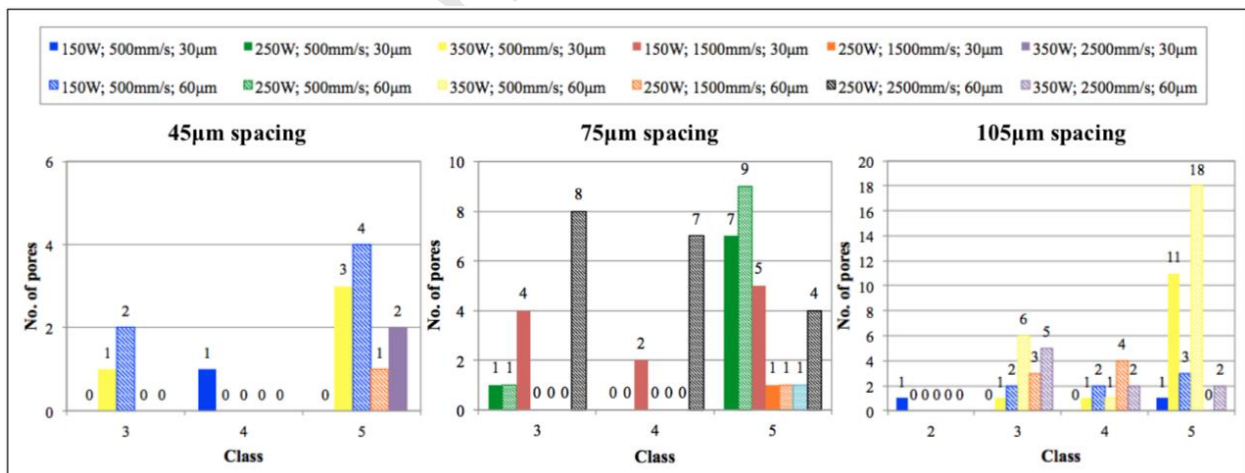 150W; 500mm/s; 30µm 250W; 500mm/s; 30µm 350W; 500mm/s; 30µm 150W; 1500mm/s; 30µm 250W; 1500mm/s; 30µm 350W; 2500mm/s; 30µm
150W; 500mm/s; 60µm 250W; 500mm/s; 60µm 350W; 500mm/s; 60µm 250W; 1500mm/s; 60µm 250W; 2500mm/s; 60µm 350W; 2500mm/s; 60µm
45µm spacing
No. of pores
6
4
2
0
0 1 2 0 0
1 0 0 0 0
0 3 4 1 2
3 4 5
Class
75µm spacing
No. of pores
10
8
6
4
2
0
1 1 4 0 0 0 8
0 0 2 0 0 0 7
7 9 5 1 1 1 4
3 4 5
Class
105µm spacing
No. of pores
20
18
16
14
12
10
8
6
4
2
0
1 0 0 0 0 0
0 1 2 6 3 5
0 1 2 1 4 2
1 11 3 18 0 2
2 3 4 5
Class